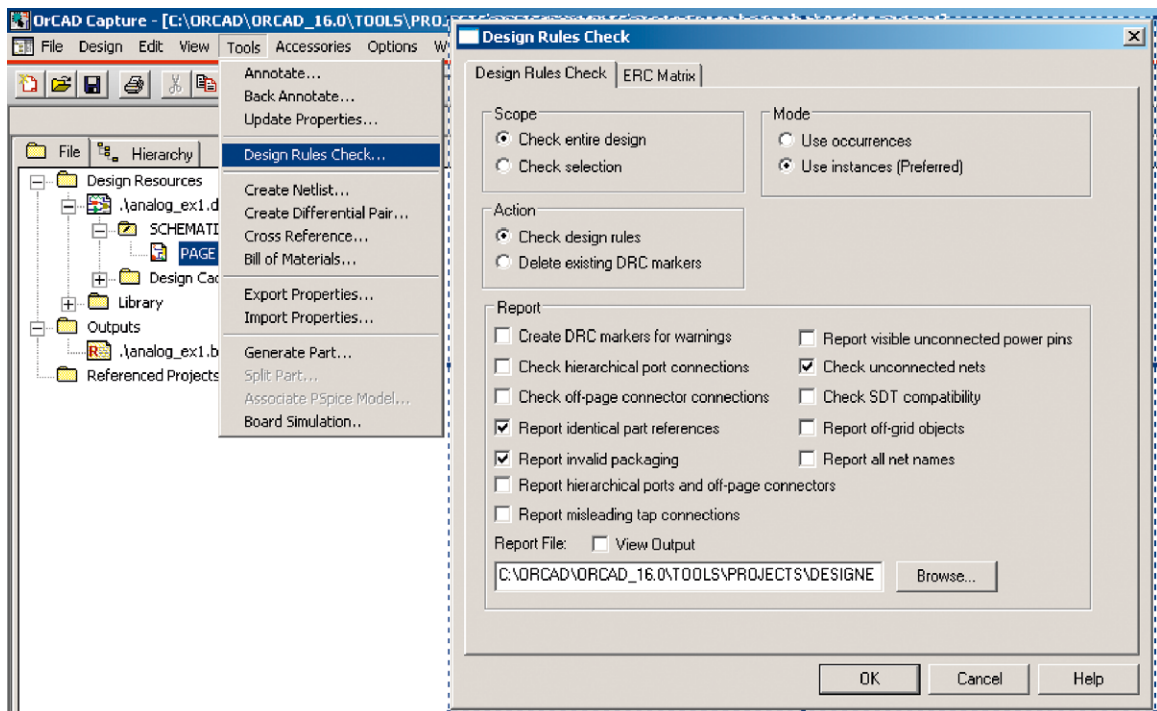 OrCAD Capture - [C:\ORCAD\ORCAD_16.0\TOOLS\PROJ
File Design Edit View Tools Accessories Options W
File Hierarchy
Design Resources
.\analog_ex1.d
SCHEMATI
PAGE
Design Cac
Library
Outputs
.\analog_ex1.b
Referenced Projects
Annotate...
Back Annotate...
Update Properties...
Design Rules Check...
Create Netlist...
Create Differential Pair...
Cross Reference...
Bill of Materials...
Export Properties...
Import Properties...
Generate Part...
Split Part...
Associate PSpice Model...
Board Simulation..
Design Rules Check
Design Rules Check ERC Matrix
Scope
Check entire design
Check selection
Mode
Use occurrences
Use instances (Preferred)
Action
Check design rules
Delete existing DRC markers
Report
Create DRC markers for warnings
Check hierarchical port connections
Check off-page connector connections
Report identical part references
Report invalid packaging
Report hierarchical ports and off-page connectors
Report misleading tap connections
Report visible unconnected power pins
Check unconnected nets
Check SDT compatibility
Report off-grid objects
Report all net names
Report File: View Output
C:\ORCAD\ORCAD_16.0\TOOLS\PROJECTS\DESIGNE Browse...
OK Cancel Help